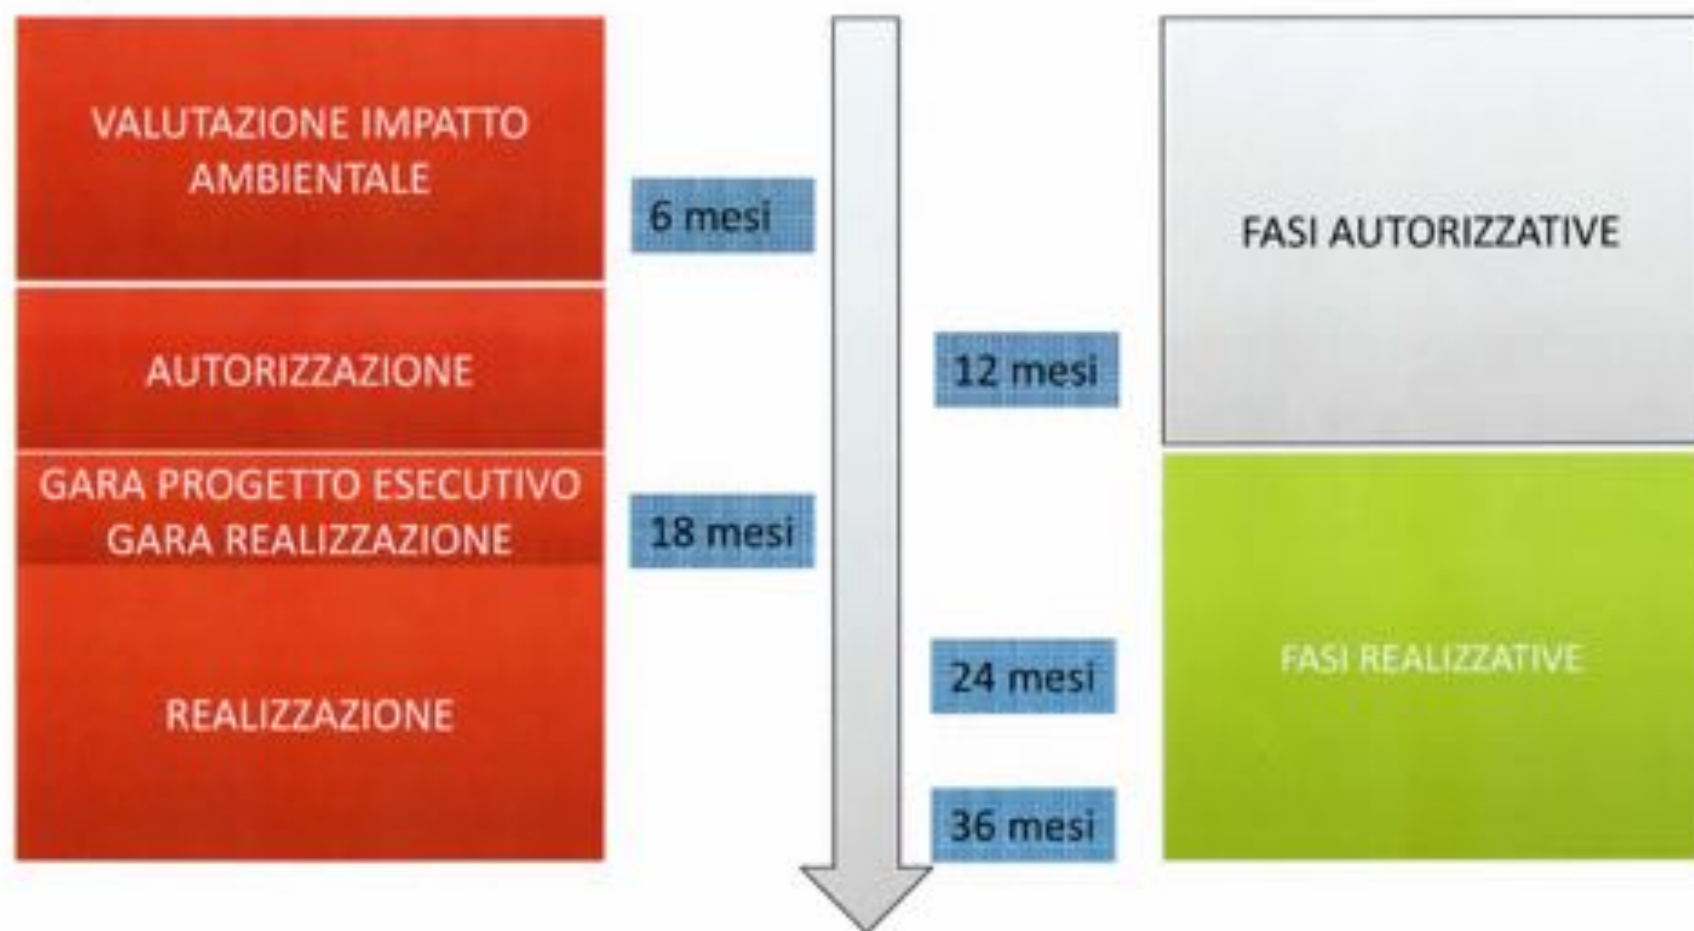 VALUTAZIONE IMPATTO
AMBIENTALE
6 mesi
FASI AUTORIZZATIVE
AUTORIZZAZIONE
12 mesi
GARA PROGETTO ESECUTIVO
GARA REALIZZAZIONE
18 mesi
24 mesi
FASI REALIZZATIVE
REALIZZAZIONE
36 mesi